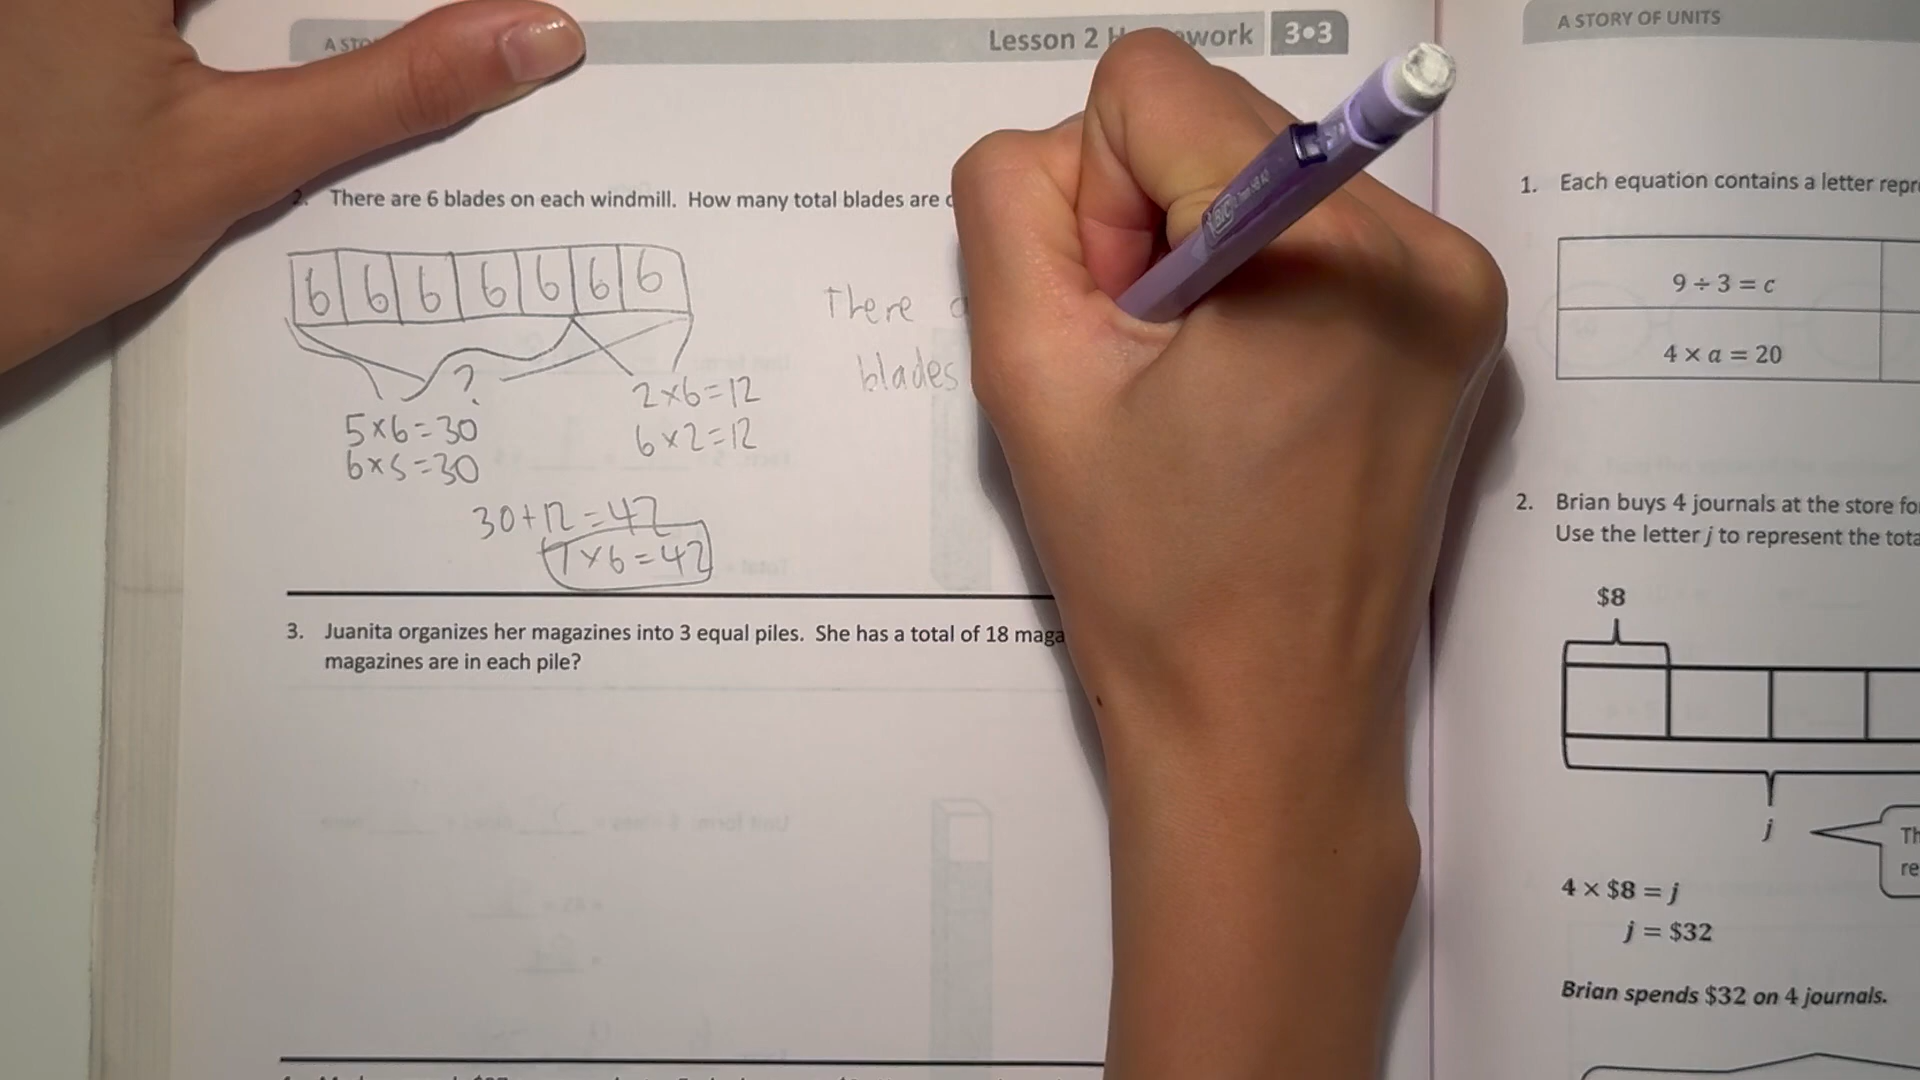 Lesson 2 work 3•3
2. There are 6 blades on each windmill. How many total blades are
6 6 6 6 6 6 6
There
blades
?
5×6=30
6×5=30
2×6=12
6×2=12
30+12=42
7×6=42
3. Juanita organizes her magazines into 3 equal piles. She has a total of 18 maga
magazines are in each pile?
A STORY OF UNITS
1. Each equation contains a letter repr
9 ÷ 3 = c
4 × a = 20
2. Brian buys 4 journals at the store fo
Use the letter j to represent the tota
$8
j
Th
re
4 × $8 = j
j = $32
Brian spends $32 on 4 journals.